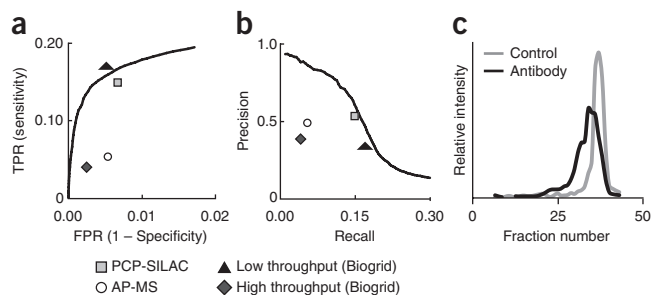 a
0.20
0.10
0
TPR (sensitivity)
0.00
0.01
0.02
FPR (1 – Specificity)
b
1.0
0.5
0
Precision
0.00
0.15
0.30
Recall
c
Control
Antibody
Relative intensity
0
25
50
Fraction number
PCP-SILAC
Low throughput (Biogrid)
AP-MS
High throughput (Biogrid)